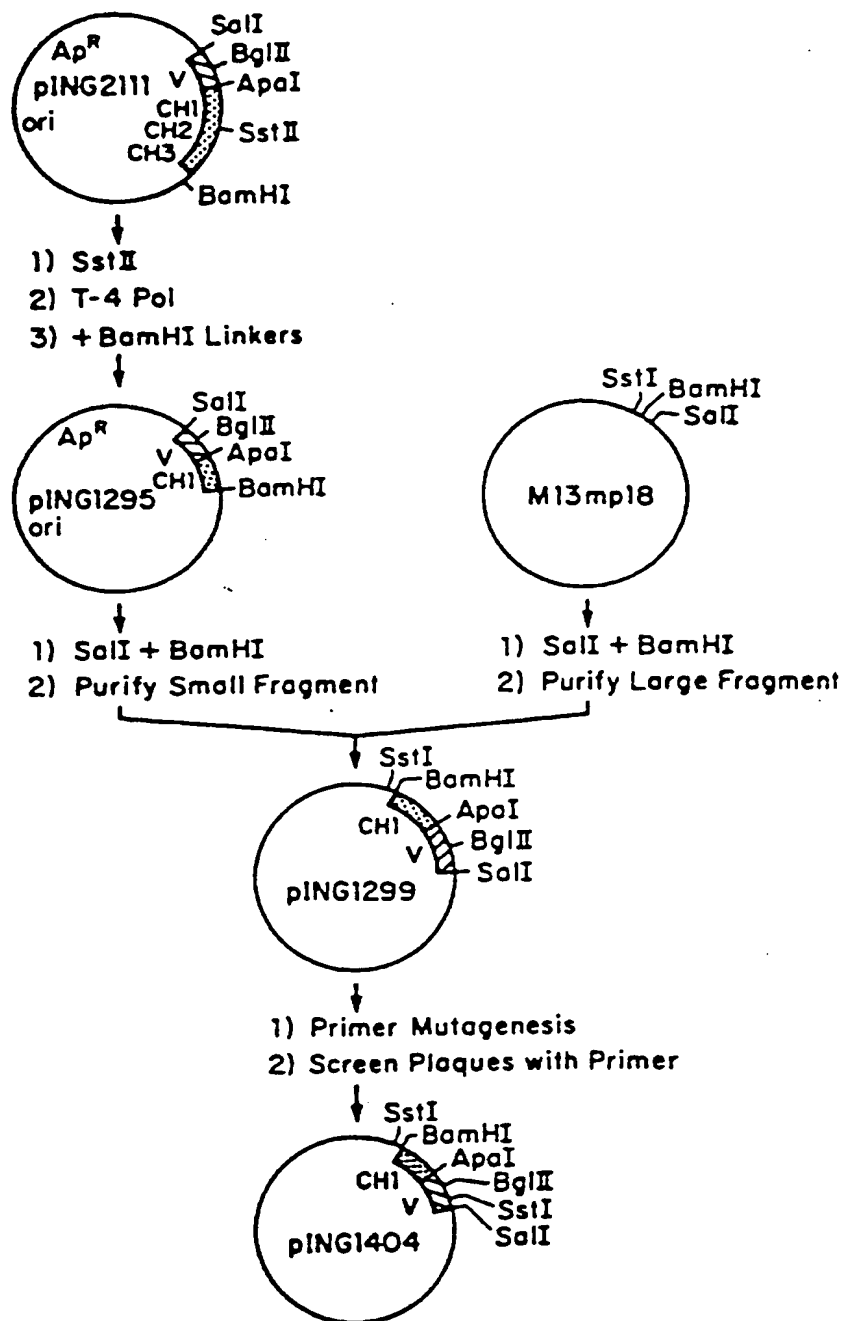 Ap^R
pING2111
ori
V
CH1
CH2
CH3
SalI
BglII
ApaI
SstII
BamHI
1) SstII
2) T-4 Pol
3) + BamHI Linkers
Ap^R
pING1295
ori
V
CH1
SalI
BglII
ApaI
BamHI
SstI
BamHI
SalI
M13mp18
1) SalI + BamHI
2) Purify Small Fragment
1) SalI + BamHI
2) Purify Large Fragment
SstI
BamHI
ApaI
BglII
SalI
CH1
V
pING1299
1) Primer Mutagenesis
2) Screen Plaques with Primer
SstI
BamHI
ApaI
BglII
SstI
SalI
CH1
V
pING1404